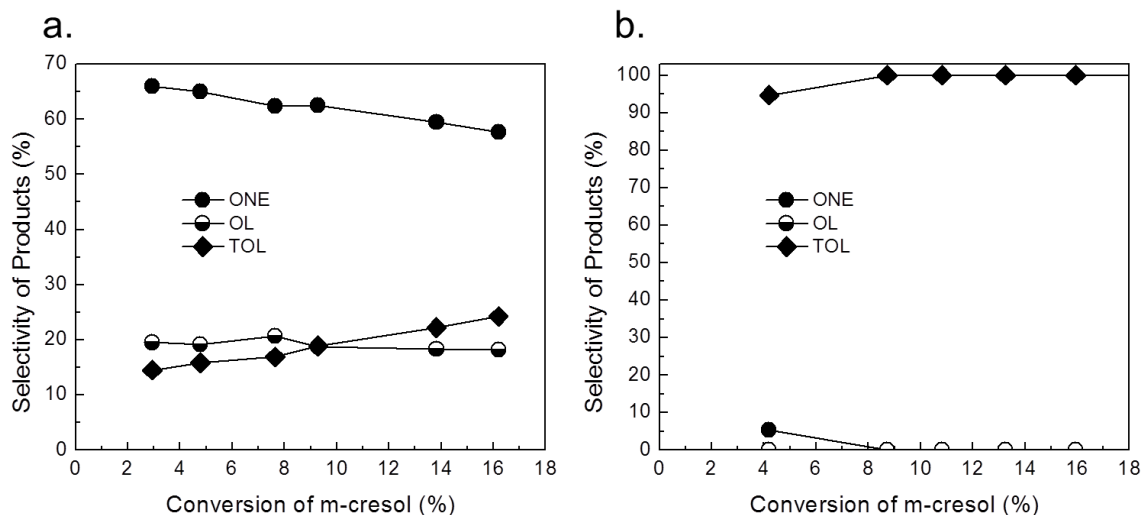 a.
Selectivity of Products (%)
70
60
50
40
30
20
10
0
ONE
OL
TOL
0 2 4 6 8 10 12 14 16 18
Conversion of m-cresol (%)
b.
Selectivity of Products (%)
100
90
80
70
60
50
40
30
20
10
0
ONE
OL
TOL
0 2 4 6 8 10 12 14 16 18
Conversion of m-cresol (%)